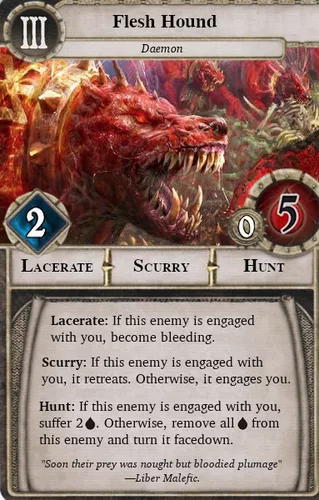 III
Flesh Hound
Daemon
2
0
5
LACERATE SCURRY HUNT
Lacerate: If this enemy is engaged
with you, become bleeding.
Scurry: If this enemy is engaged with
you, it retreats. Otherwise, it engages you.
Hunt: If this enemy is engaged with you,
suffer 2. Otherwise, remove all from
this enemy and turn it facedown.
"Soon their prey was nought but bloodied plumage"
—Liber Malefic.